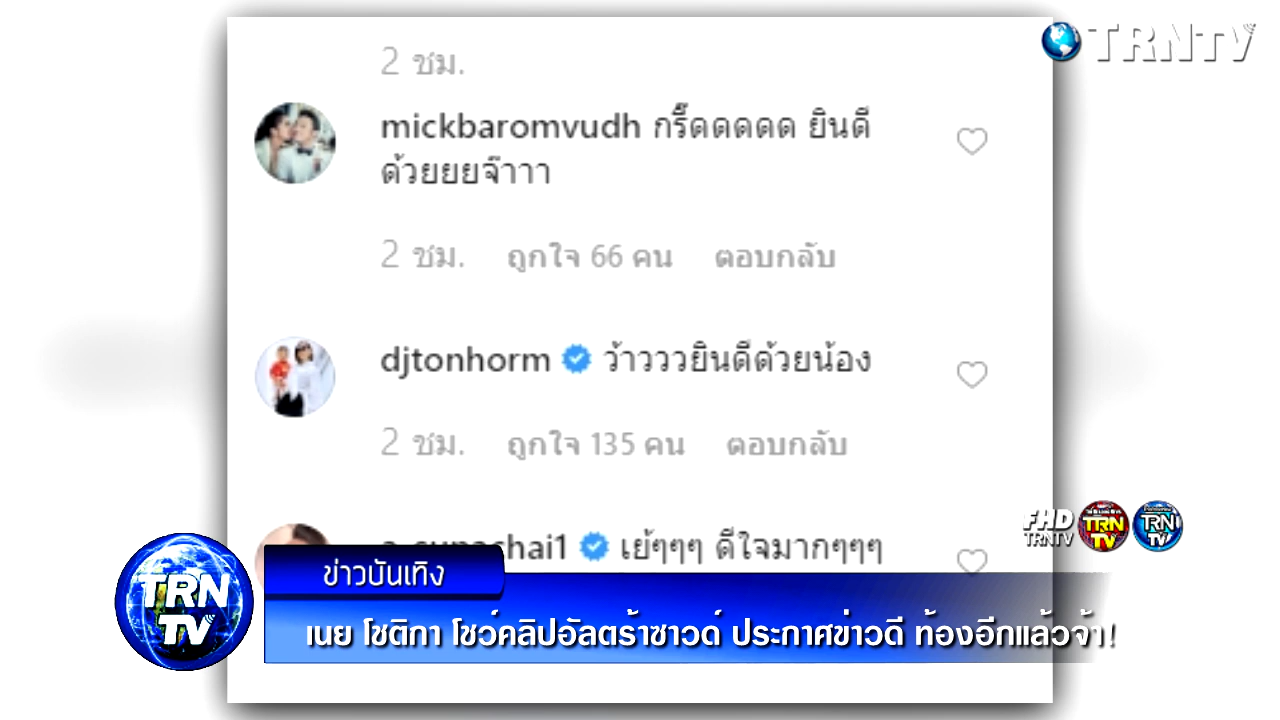 TRNTV
2 ชม.
mickbaromvudh กรี๊ดดดดด ยินดี
ด้วยยยจ๊าาา
2 ชม. ถูกใจ 66 คน ตอบกลับ
djtonhorm ว้าวววยินดีด้วยน้อง
2 ชม. ถูกใจ 135 คน ตอบกลับ
FHD
TRNTV
TRN
TV
TRN
TV
เย้ๆๆๆ ดีใจมากๆๆๆ
TRN
TV
ข่าวบันเทิง
เนย โชติกา โชว์คลิปอัลตร้าซาวด์ ประกาศข่าวดี ท้องอีกแล้วจ้า!